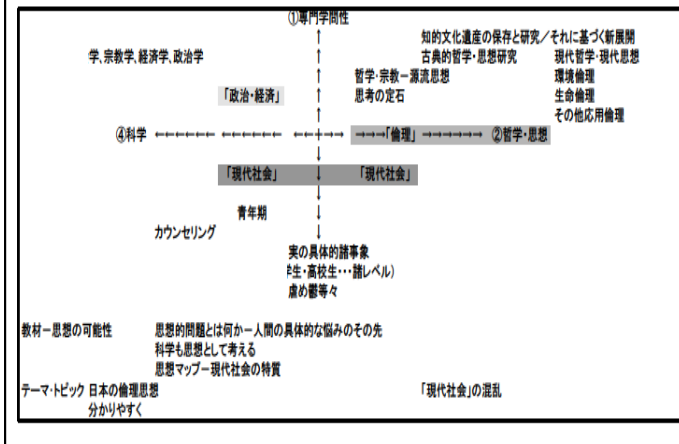 ①専門学問性
知的文化遺産の保存と研究／それに基づく新展開
学、宗教学、経済学、政治学 古典的哲学・思想研究 現代哲学・現代思想
哲学・宗教－源流思想 環境倫理
「政治・経済」 思考の定石 生命倫理
その他応用倫理
④科学 ←←←←←← ←←←←←← ←←→→→ →→→「倫理」→→→→→→ ②哲学・思想
「現代社会」 「現代社会」
青年期
カウンセリング
実の具体的諸事象
学生・高校生・・・諸レベル）
虐め鬱等々
教材－思想の可能性 思想的問題とは何か－人間の具体的な悩みのその先
科学も思想として考える
思想マップ－現代社会の特質
テーマ・トピック 日本の倫理思想 「現代社会」の混乱
分かりやすく